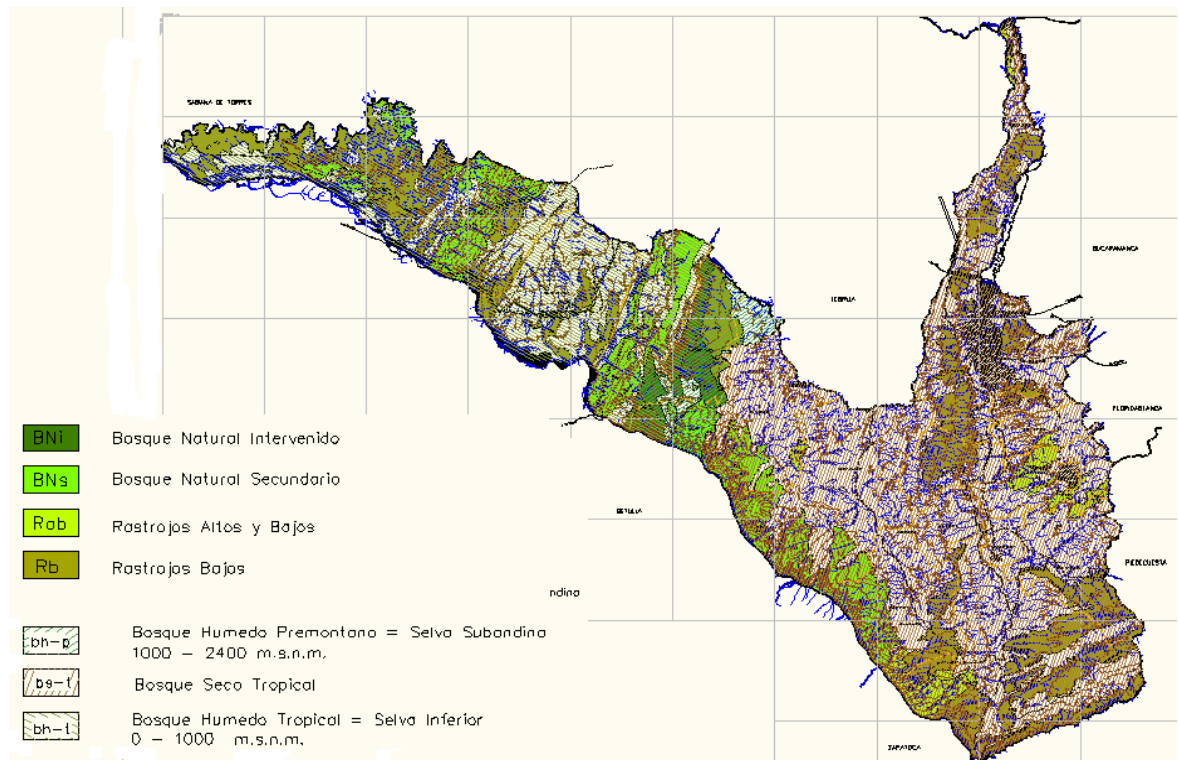 SABANA DE TORRES
BUCARAMANGA
LEBRIJA
FLORIDABLANCA
BETULIA
PIEDECUESTA
ZAPATOCA
BNi Bosque Natural Intervenido
BNs Bosque Natural Secundario
Rab Rastrojos Altos y Bajos
Rb Rastrojos Bajos
ndina
bh-p Bosque Humedo Premontano = Selva Subandina
1000 - 2400 m.s.n.m.
bs-t Bosque Seco Tropical
bh-t Bosque Humedo Tropical = Selva Inferior
0 - 1000 m.s.n.m.